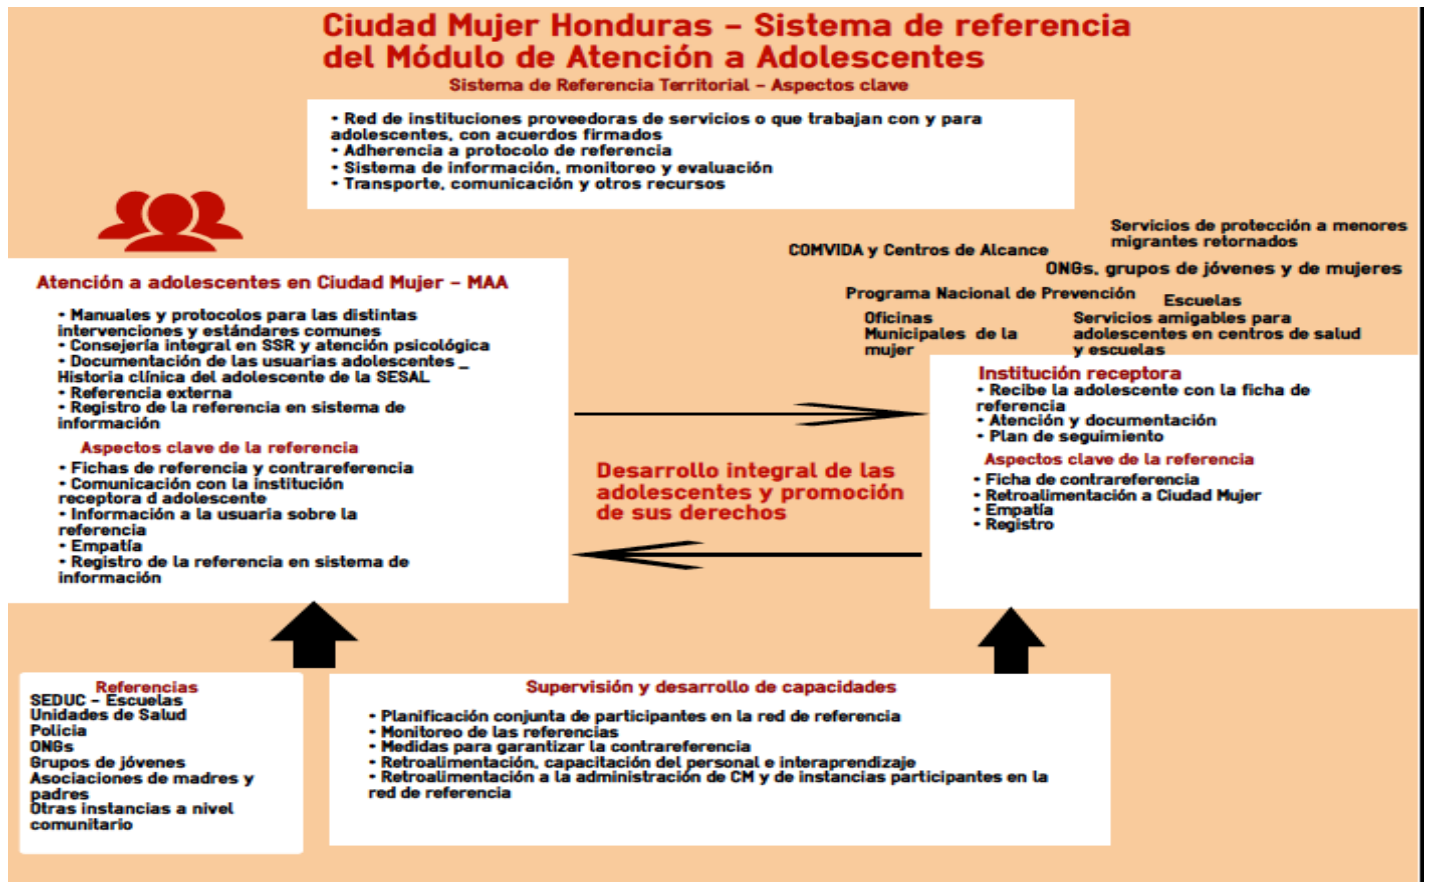 Ciudad Mujer Honduras – Sistema de referencia
del Módulo de Atención a Adolescentes
Sistema de Referencia Territorial – Aspectos clave
• Red de instituciones proveedoras de servicios o que trabajan con y para
adolescentes, con acuerdos firmados
• Adherencia a protocolo de referencia
• Sistema de información, monitoreo y evaluación
• Transporte, comunicación y otros recursos
Atención a adolescentes en Ciudad Mujer – MAA
• Manuales y protocolos para las distintas
intervenciones y estándares comunes
• Consejería integral en SSR y atención psicológica
• Documentación de las usuarias adolescentes _
Historia clínica del adolescente de la SESAL
• Referencia externa
• Registro de la referencia en sistema de
información
Aspectos clave de la referencia
• Fichas de referencia y contrareferencia
• Comunicación con la institución
receptora d adolescente
• Información a la usuaria sobre la
referencia
• Empatía
• Registro de la referencia en sistema de
información
Desarrollo integral de las
adolescentes y promoción
de sus derechos
Servicios de protección a menores
migrantes retornados
COMVIDA y Centros de Alcance
ONGs, grupos de jóvenes y de mujeres
Programa Nacional de Prevención
Escuelas
Oficinas
Municipales de la
mujer
Servicios amigables para
adolescentes en centros de salud
y escuelas
Institución receptora
• Recibe la adolescente con la ficha de
referencia
• Atención y documentación
• Plan de seguimiento
Aspectos clave de la referencia
• Ficha de contrareferencia
• Retroalimentación a Ciudad Mujer
• Empatía
• Registro
Referencias
SEDUC – Escuelas
Unidades de Salud
Policia
ONGs
Grupos de jóvenes
Asociaciones de madres y
padres
Otras instancias a nivel
comunitario
Supervisión y desarrollo de capacidades
• Planificación conjunta de participantes en la red de referencia
• Monitoreo de las referencias
• Medidas para garantizar la contrareferencia
• Retroalimentación, capacitación del personal e interaprendizaje
• Retroalimentación a la administración de CM y de instancias participantes en la
red de referencia